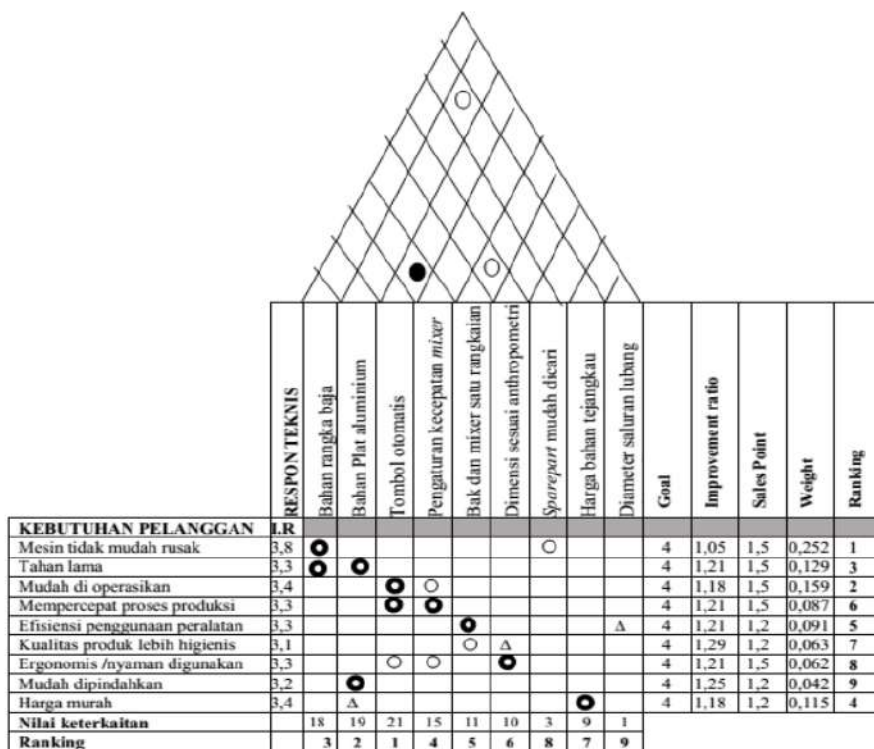 RESPON TEKNIS
Bahan rangka baja
Bahan Plat aluminium
Tombol otomatis
Pengaturan kecepatan mixer
Bak dan mixer satu rangkaian
Dimensi sesuai anthropometri
Sparepart mudah dicari
Harga bahan tejangkau
Diameter saluran lubang
Goal
Improvement ratio
Sales Point
Weight
Ranking
KEBUTUHAN PELANGGAN I.R
Mesin tidak mudah rusak 3,8 4 1,05 1,5 0,252 1
Tahan lama 3,3 4 1,21 1,5 0,129 3
Mudah di operasikan 3,4 4 1,18 1,5 0,159 2
Mempercepat proses produksi 3,3 4 1,21 1,5 0,087 6
Efisiensi penggunaan peralatan 3,3 Δ 4 1,21 1,2 0,091 5
Kualitas produk lebih higienis 3,1 Δ 4 1,29 1,2 0,063 7
Ergonomis /nyaman digunakan 3,3 4 1,21 1,5 0,062 8
Mudah dipindahkan 3,2 4 1,25 1,2 0,042 9
Harga murah 3,4 Δ 4 1,18 1,2 0,115 4
Nilai keterkaitan 18 19 21 15 11 10 3 9 1
Ranking 3 2 1 4 5 6 8 7 9